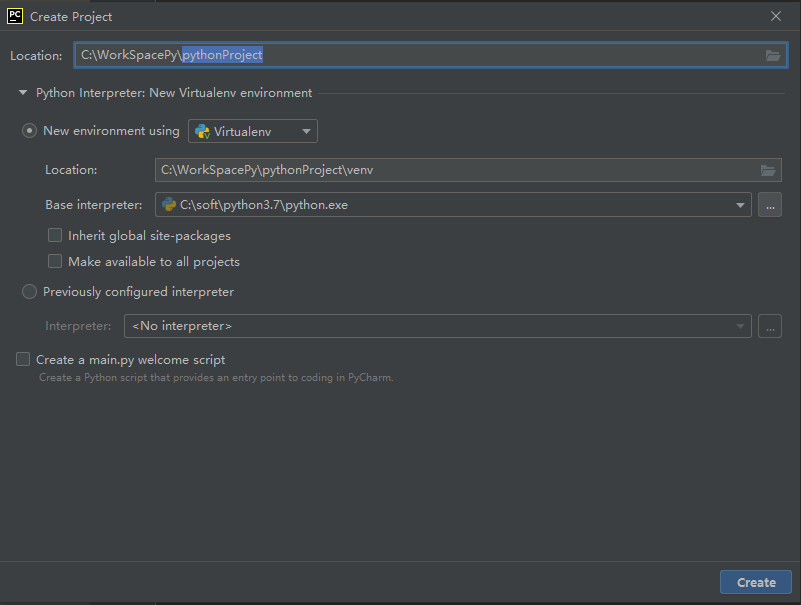 PC Create Project
Location: C:\WorkSpacePy\pythonProject
Python Interpreter: New Virtualenv environment
New environment using Virtualenv
Location: C:\WorkSpacePy\pythonProject\venv
Base interpreter: C:\soft\python3.7\python.exe ...
Inherit global site-packages
Make available to all projects
Previously configured interpreter
Interpreter: <No interpreter> ...
Create a main.py welcome script
Create a Python script that provides an entry point to coding in PyCharm.
Create